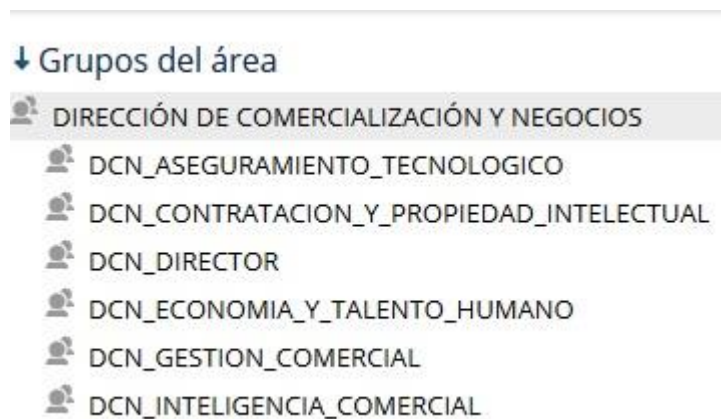 Grupos del área
DIRECCIÓN DE COMERCIALIZACIÓN Y NEGOCIOS
DCN_ASEGURAMIENTO_TECNOLOGICO
DCN_CONTRATACION_Y_PROPIEDAD_INTELECTUAL
DCN_DIRECTOR
DCN_ECONOMIA_Y_TALENTO_HUMANO
DCN_GESTION_COMERCIAL
DCN_INTELIGENCIA_COMERCIAL